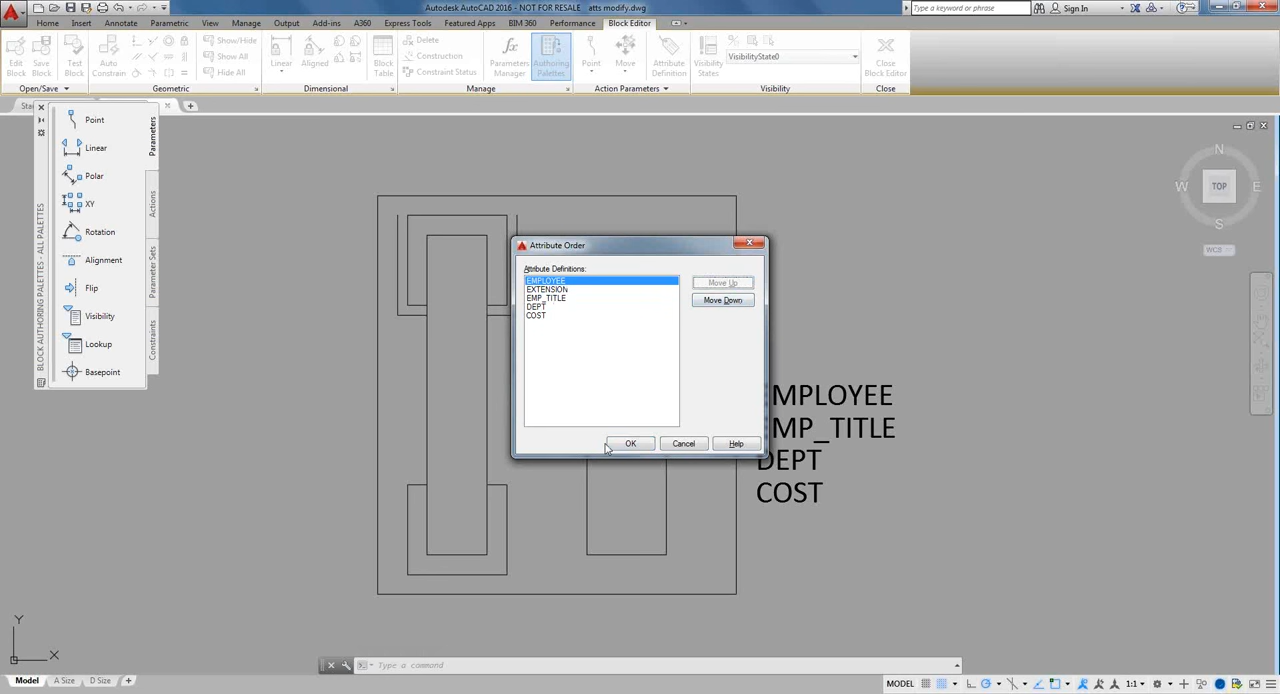 Autodesk AutoCAD 2016 - NOT FOR RESALE atts modify.dwg
Type a keyword or phrase
Sign In
Home Insert Annotate Parametric View Manage Output Add-ins A360 Express Tools Featured Apps BIM 360 Performance Block Editor
Edit Block
Save Block
Test Block
Auto Constrain
Show/Hide
Show All
Hide All
Linear
Aligned
Block Table
Delete
Construction
Constraint Status
Parameters Manager
Authoring Palettes
Point
Move
Attribute Definition
Visibility States
VisibilityState0
Close Block Editor
Open/Save
Geometric
Dimensional
Manage
Action Parameters
Visibility
Close
Point
Linear
Polar
XY
Rotation
Alignment
Flip
Visibility
Lookup
Basepoint
Parameters
Actions
Parameter Sets
Constraints
BLOCK AUTHORING PALETTES - ALL PALETTES
N
W
TOP
E
S
WCS
Attribute Order
Attribute Definitions:
EMPLOYEE
EXTENSION
EMP_TITLE
DEPT
COST
Move Up
Move Down
OK
Cancel
Help
MPLOYEE
MP_TITLE
DEPT
COST
Y
X
Type a command
Model
A Size
D Size
MODEL
1:1